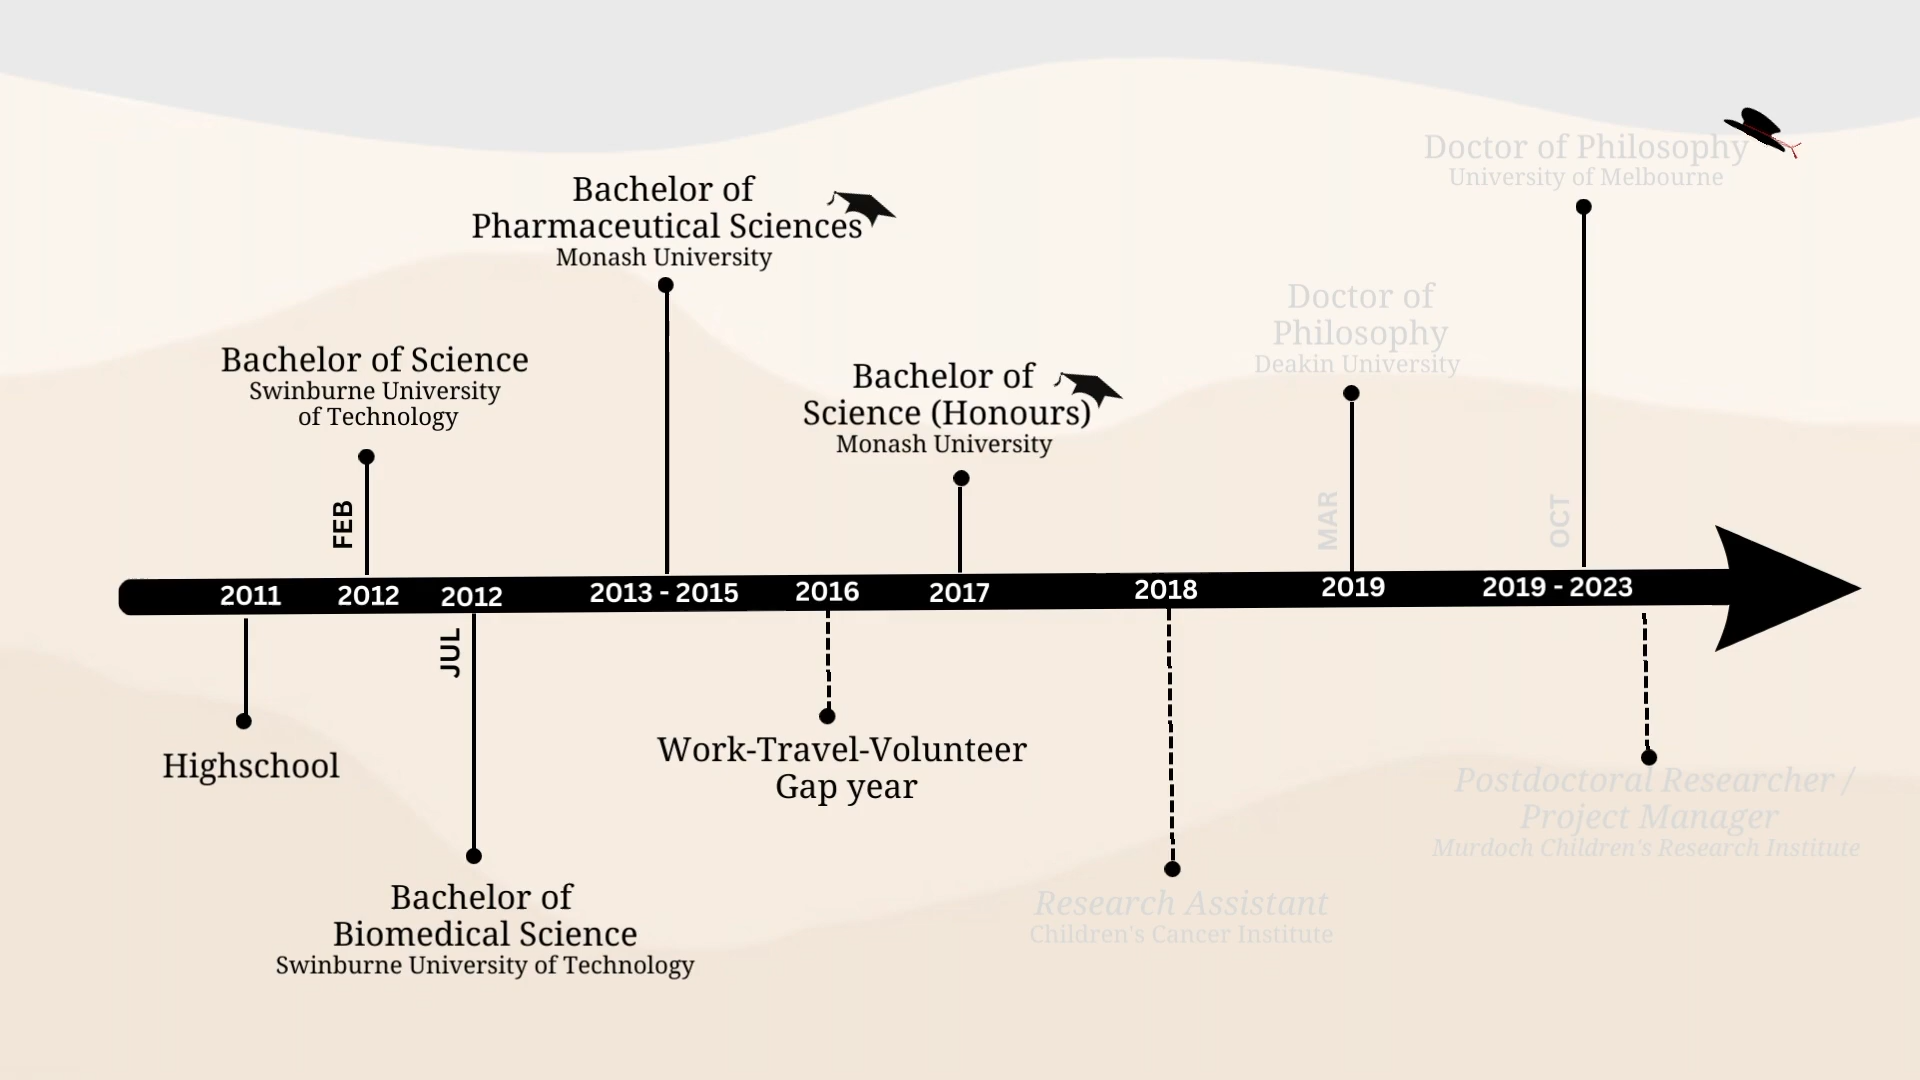 Doctor of Philosophy
University of Melbourne
Bachelor of
Pharmaceutical Sciences
Monash University
Doctor of
Philosophy
Deakin University
Bachelor of Science
Swinburne University
of Technology
Bachelor of
Science (Honours)
Monash University
FEB
MAR
OCT
2011
2012
2012
2013 - 2015
2016
2017
2018
2019
2019 - 2023
JUL
Highschool
Work-Travel-Volunteer
Gap year
Postdoctoral Researcher /
Project Manager
Murdoch Children's Research Institute
Bachelor of
Biomedical Science
Swinburne University of Technology
Research Assistant
Children's Cancer Institute